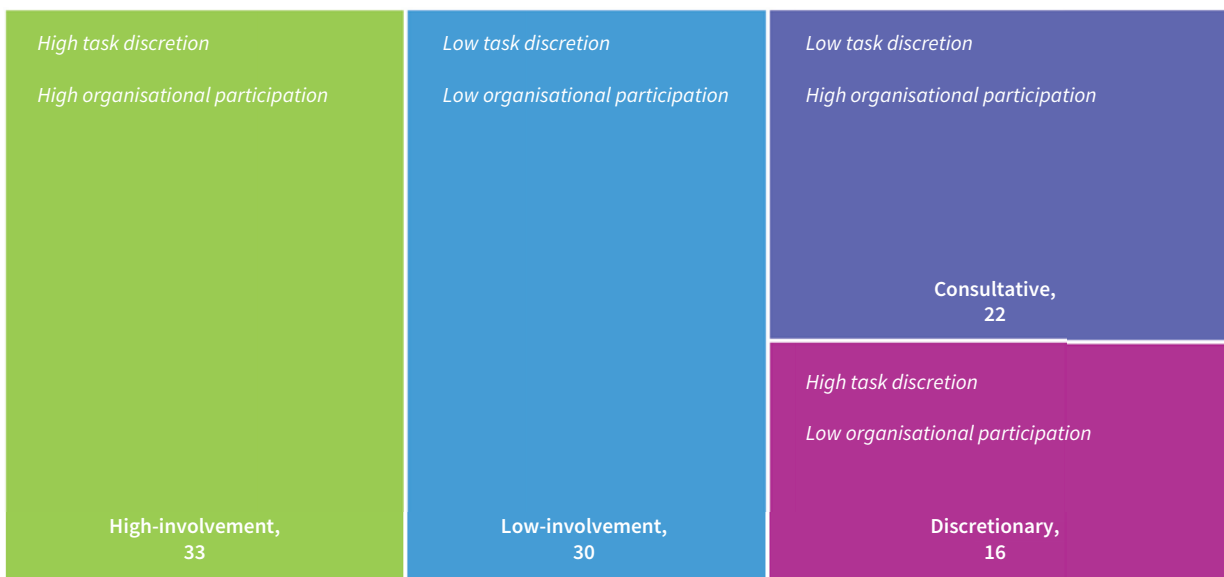 High task discretion
High organisational participation
High-involvement,
33
Low task discretion
Low organisational participation
Low-involvement,
30
Low task discretion
High organisational participation
Consultative,
22
High task discretion
Low organisational participation
Discretionary,
16